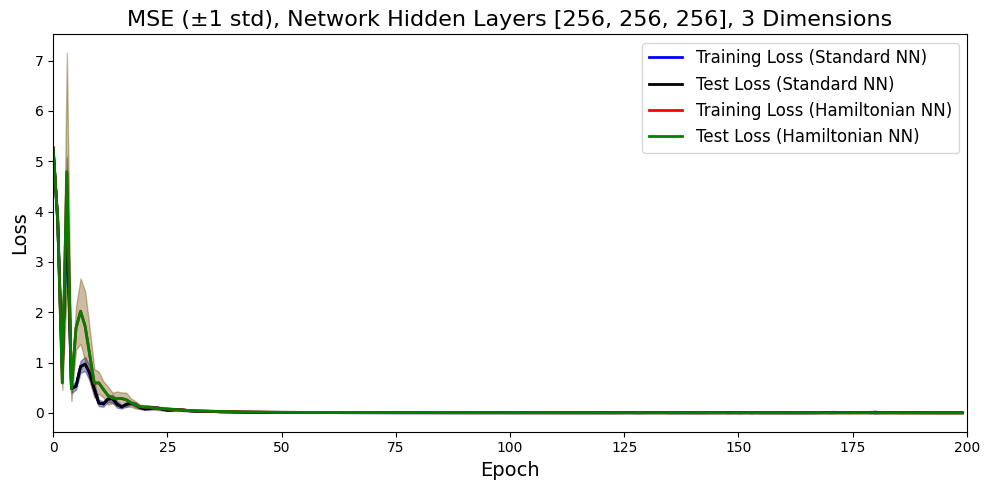 MSE (±1 std), Network Hidden Layers [256, 256, 256], 3 Dimensions
Training Loss (Standard NN)
Test Loss (Standard NN)
Training Loss (Hamiltonian NN)
Test Loss (Hamiltonian NN)
Loss
7
6
5
4
3
2
1
0
0 25 50 75 100 125 150 175 200
Epoch